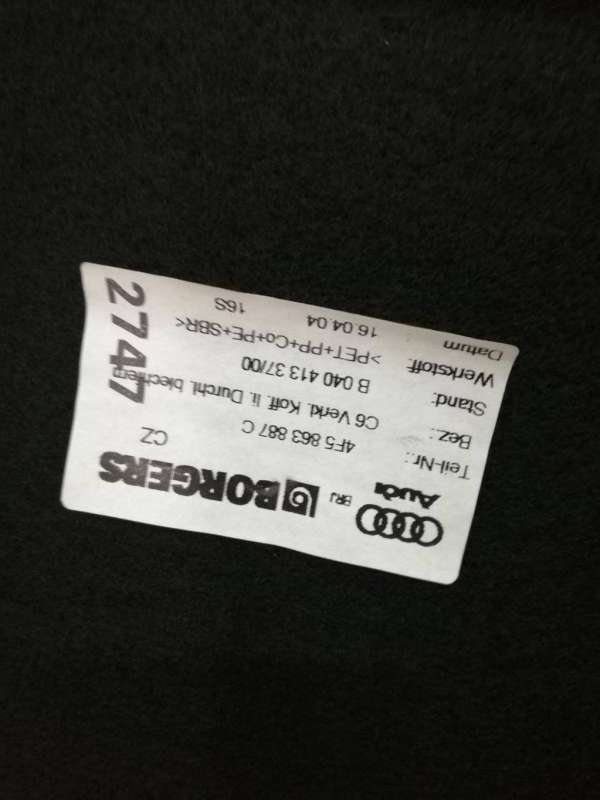 Audi BRJ BORGERS
Teil-Nr.: 4F5 863 887 C CZ
Bez.: C6 Verkl. Koff. li. Durchl. blechfern
Stand: B 040 413 37/00
Werkstoff: >PET+PP+Co+PE+SBR<
Datum 16.04.04 16S
2747